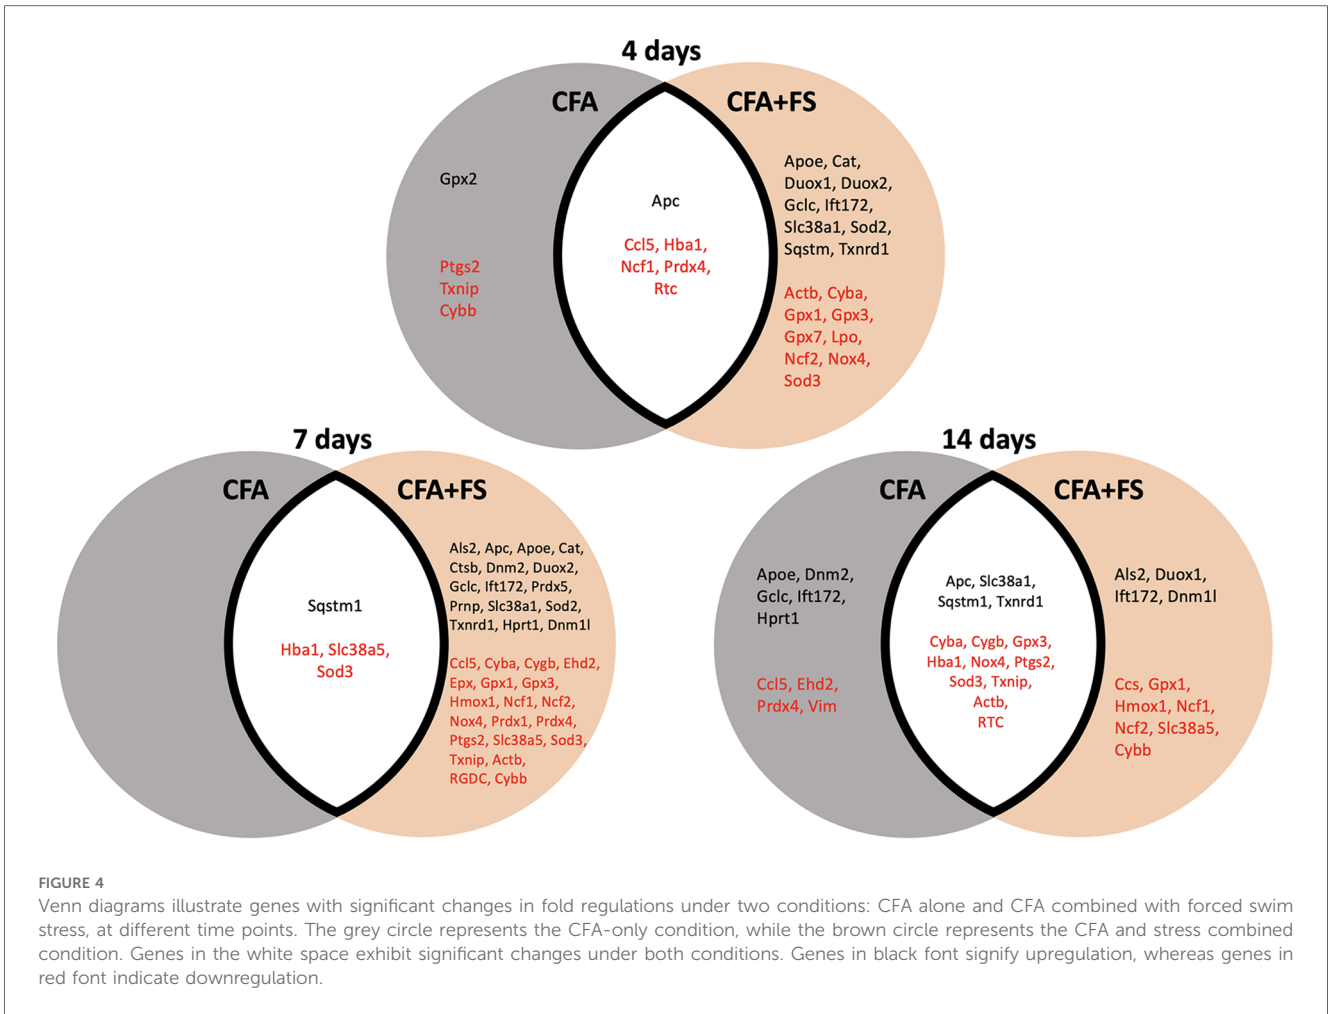 4 days
CFA
CFA+FS
Gpx2
Ptgs2
Txnip
Cybb
Apc
Ccl5, Hba1,
Ncf1, Prdx4,
Rtc
Apoe, Cat,
Duox1, Duox2,
Gclc, Ift172,
Slc38a1, Sod2,
Sqstm, Txnrd1
Actb, Cyba,
Gpx1, Gpx3,
Gpx7, Lpo,
Ncf2, Nox4,
Sod3
7 days
CFA
CFA+FS
Sqstm1
Hba1, Slc38a5,
Sod3
Als2, Apc, Apoe, Cat,
Ctsb, Dnm2, Duox2,
Gclc, Ift172, Prdx5,
Prnp, Slc38a1, Sod2,
Txnrd1, Hprt1, Dnm1l
Ccl5, Cyba, Cygb, Ehd2,
Epx, Gpx1, Gpx3,
Hmox1, Ncf1, Ncf2,
Nox4, Prdx1, Prdx4,
Ptgs2, Slc38a5, Sod3,
Txnip, Actb,
RGDC, Cybb
14 days
CFA
CFA+FS
Apoe, Dnm2,
Gclc, Ift172,
Hprt1
Ccl5, Ehd2,
Prdx4, Vim
Apc, Slc38a1,
Sqstm1, Txnrd1
Cyba, Cygb, Gpx3,
Hba1, Nox4, Ptgs2,
Sod3, Txnip,
Actb,
RTC
Als2, Duox1,
Ift172, Dnm1l
Ccs, Gpx1,
Hmox1, Ncf1,
Ncf2, Slc38a5,
Cybb
FIGURE 4
Venn diagrams illustrate genes with significant changes in fold regulations under two conditions: CFA alone and CFA combined with forced swim
stress, at different time points. The grey circle represents the CFA-only condition, while the brown circle represents the CFA and stress combined
condition. Genes in the white space exhibit significant changes under both conditions. Genes in black font signify upregulation, whereas genes in
red font indicate downregulation.